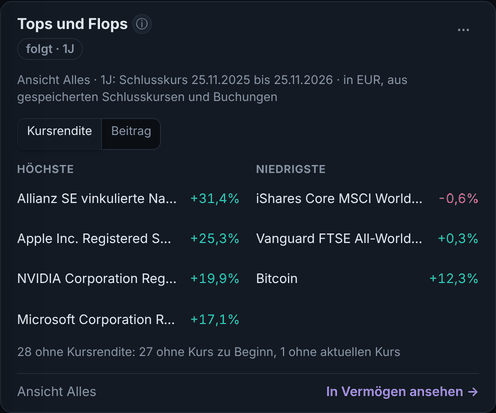 Tops und Flops
...
folgt · 1J
Ansicht Alles · 1J: Schlusskurs 25.11.2025 bis 25.11.2026 · in EUR, aus
gespeicherten Schlusskursen und Buchungen
Kursrendite Beitrag
HÖCHSTE NIEDRIGSTE
Allianz SE vinkulierte Na... +31,4% iShares Core MSCI World... -0,6%
Apple Inc. Registered S... +25,3% Vanguard FTSE All-World... +0,3%
NVIDIA Corporation Reg... +19,9% Bitcoin +12,3%
Microsoft Corporation R... +17,1%
28 ohne Kursrendite: 27 ohne Kurs zu Beginn, 1 ohne aktuellen Kurs
Ansicht Alles In Vermögen ansehen →